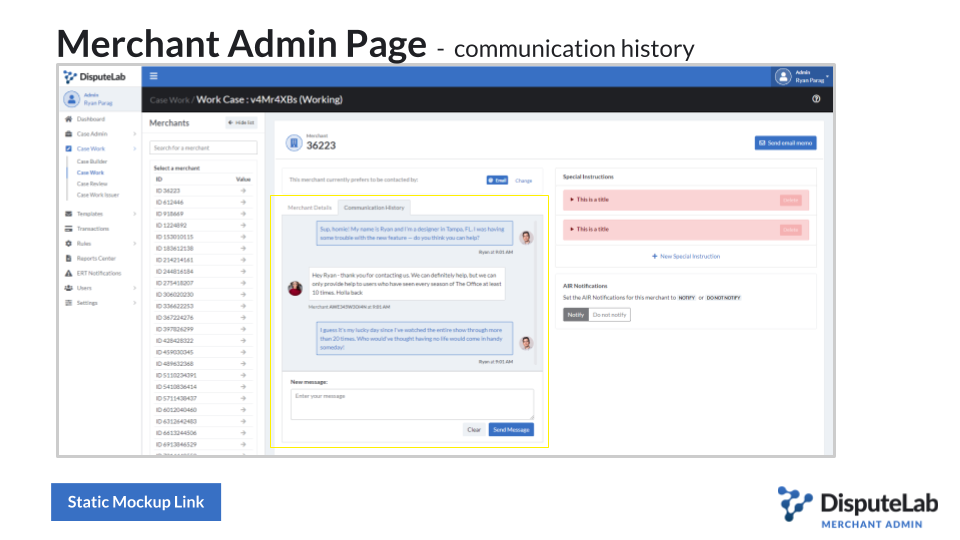 Merchant Admin Page - communication history
DisputeLab
Admin
Ryan Parag
Admin
Ryan Parag
Case Work / Work Case : v4Mr4XBs (Working)
Dashboard
Case Admin
Case Work
Case Builder
Case Work
Case Review
Case Work Issuer
Templates
Transactions
Rules
Reports Center
ERT Notifications
Users
Settings
Merchants
Hide list
Search for a merchant
Select a merchant
ID Value
ID 36223
ID 612446
ID 918669
ID 1224892
ID 153010115
ID 183612138
ID 214214161
ID 244816184
ID 275418207
ID 306020230
ID 336622253
ID 367224276
ID 397826299
ID 428428322
ID 459030345
ID 489632368
ID 5110234391
ID 5410836414
ID 5711438437
ID 6012040460
ID 6312642483
ID 6613244506
ID 6913846529
Merchant
36223
Send email memo
This merchant currently prefers to be contacted by:
Email
Change
Merchant Details
Communication History
Sup, homie! My name is Ryan and I'm a designer in Tampa, FL. I was having
some trouble with the new feature — do you think you can help?
Ryan at 9:01 AM
Hey Ryan - thank you for contacting us. We can definitely help, but we can
only provide help to users who have seen every season of The Office at least
10 times. Holla back
I guess it's my lucky day since I've watched the entire show through more
than 20 times. Who would've thought having no life would come in handy
someday!
Ryan at 9:01 AM
New message:
Enter your message
Clear
Send Message
Special Instructions
This is a title
Delete
This is a title
Delete
+ New Special Instruction
AIR Notifications
Set the AIR Notifications for this merchant to NOTIFY or DO NOT NOTIFY
Notify
Do not notify
Static Mockup Link
DisputeLab
MERCHANT ADMIN